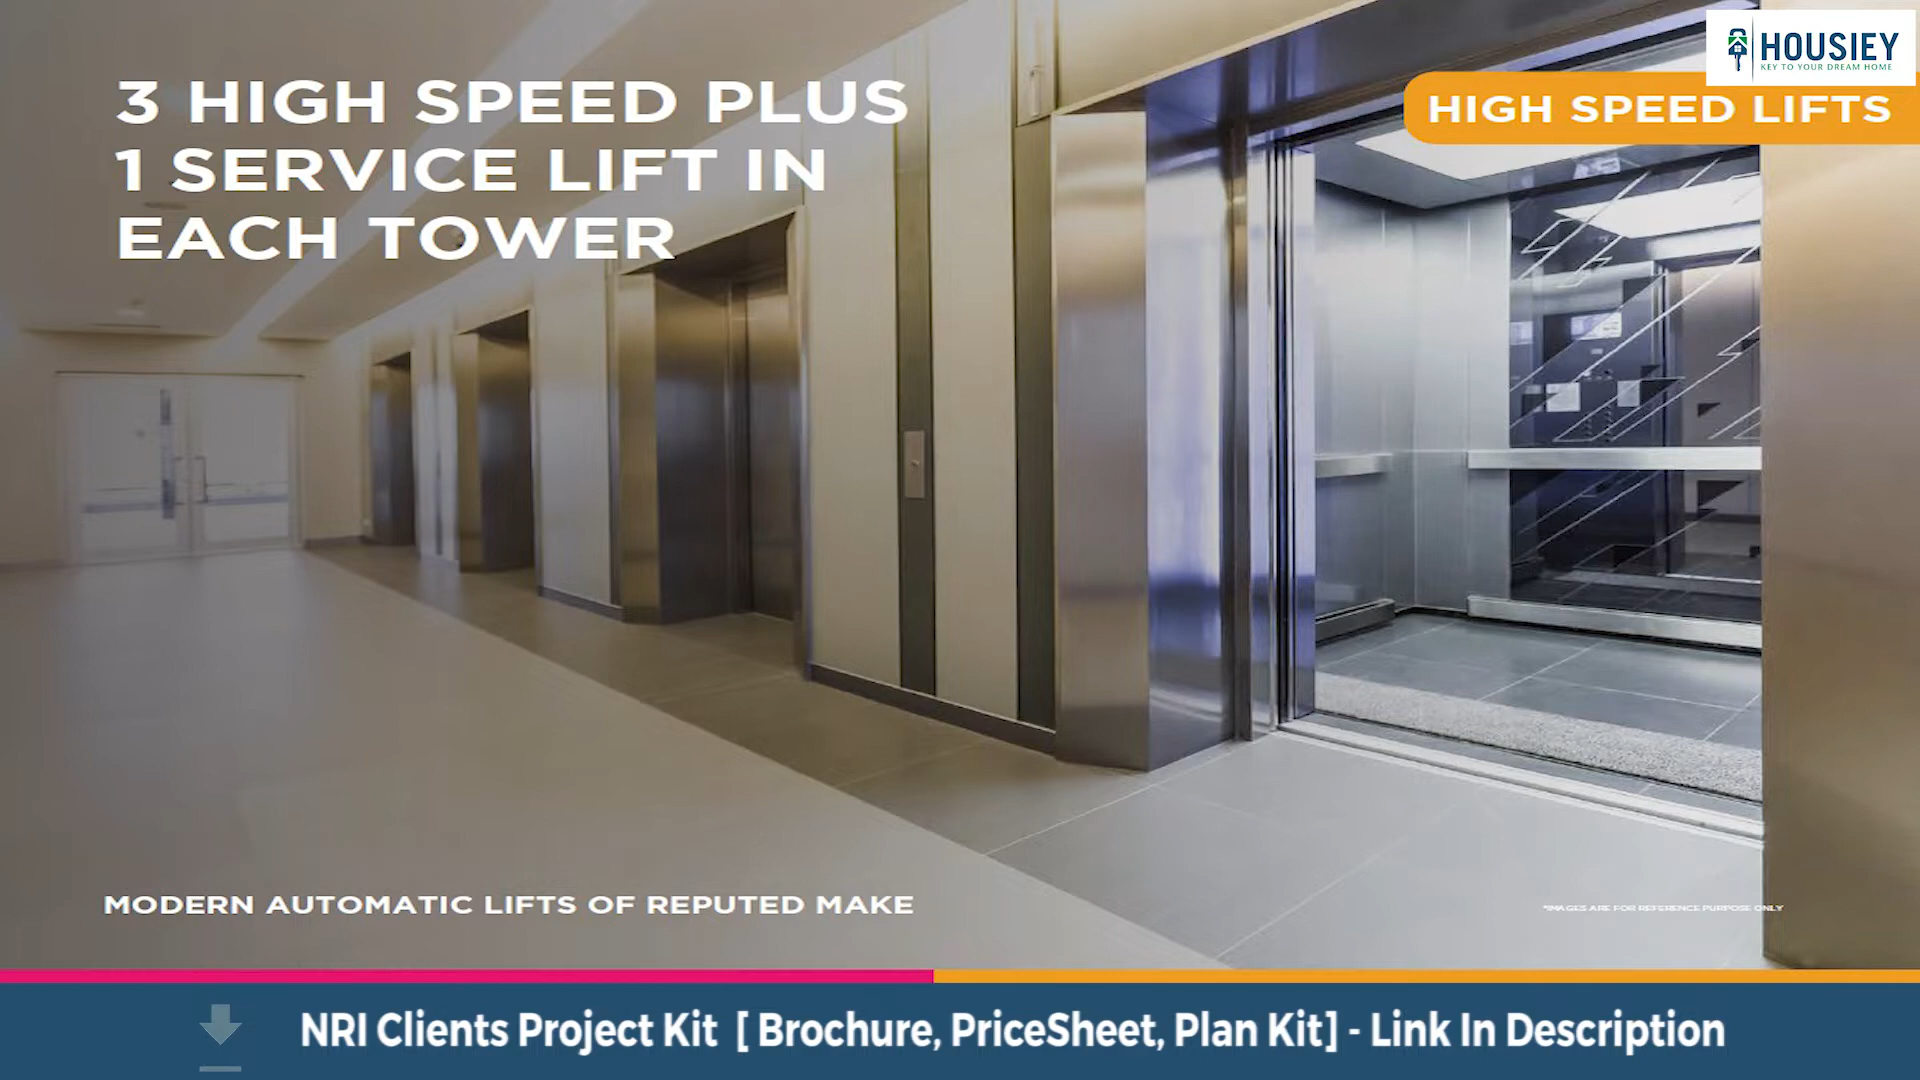 HOUSIEY
KEY TO YOUR DREAM HOME
HIGH SPEED LIFTS
3 HIGH SPEED PLUS
1 SERVICE LIFT IN
EACH TOWER
MODERN AUTOMATIC LIFTS OF REPUTED MAKE
*IMAGES ARE FOR REFERENCE PURPOSE ONLY
NRI Clients Project Kit [ Brochure, PriceSheet, Plan Kit] - Link In Description